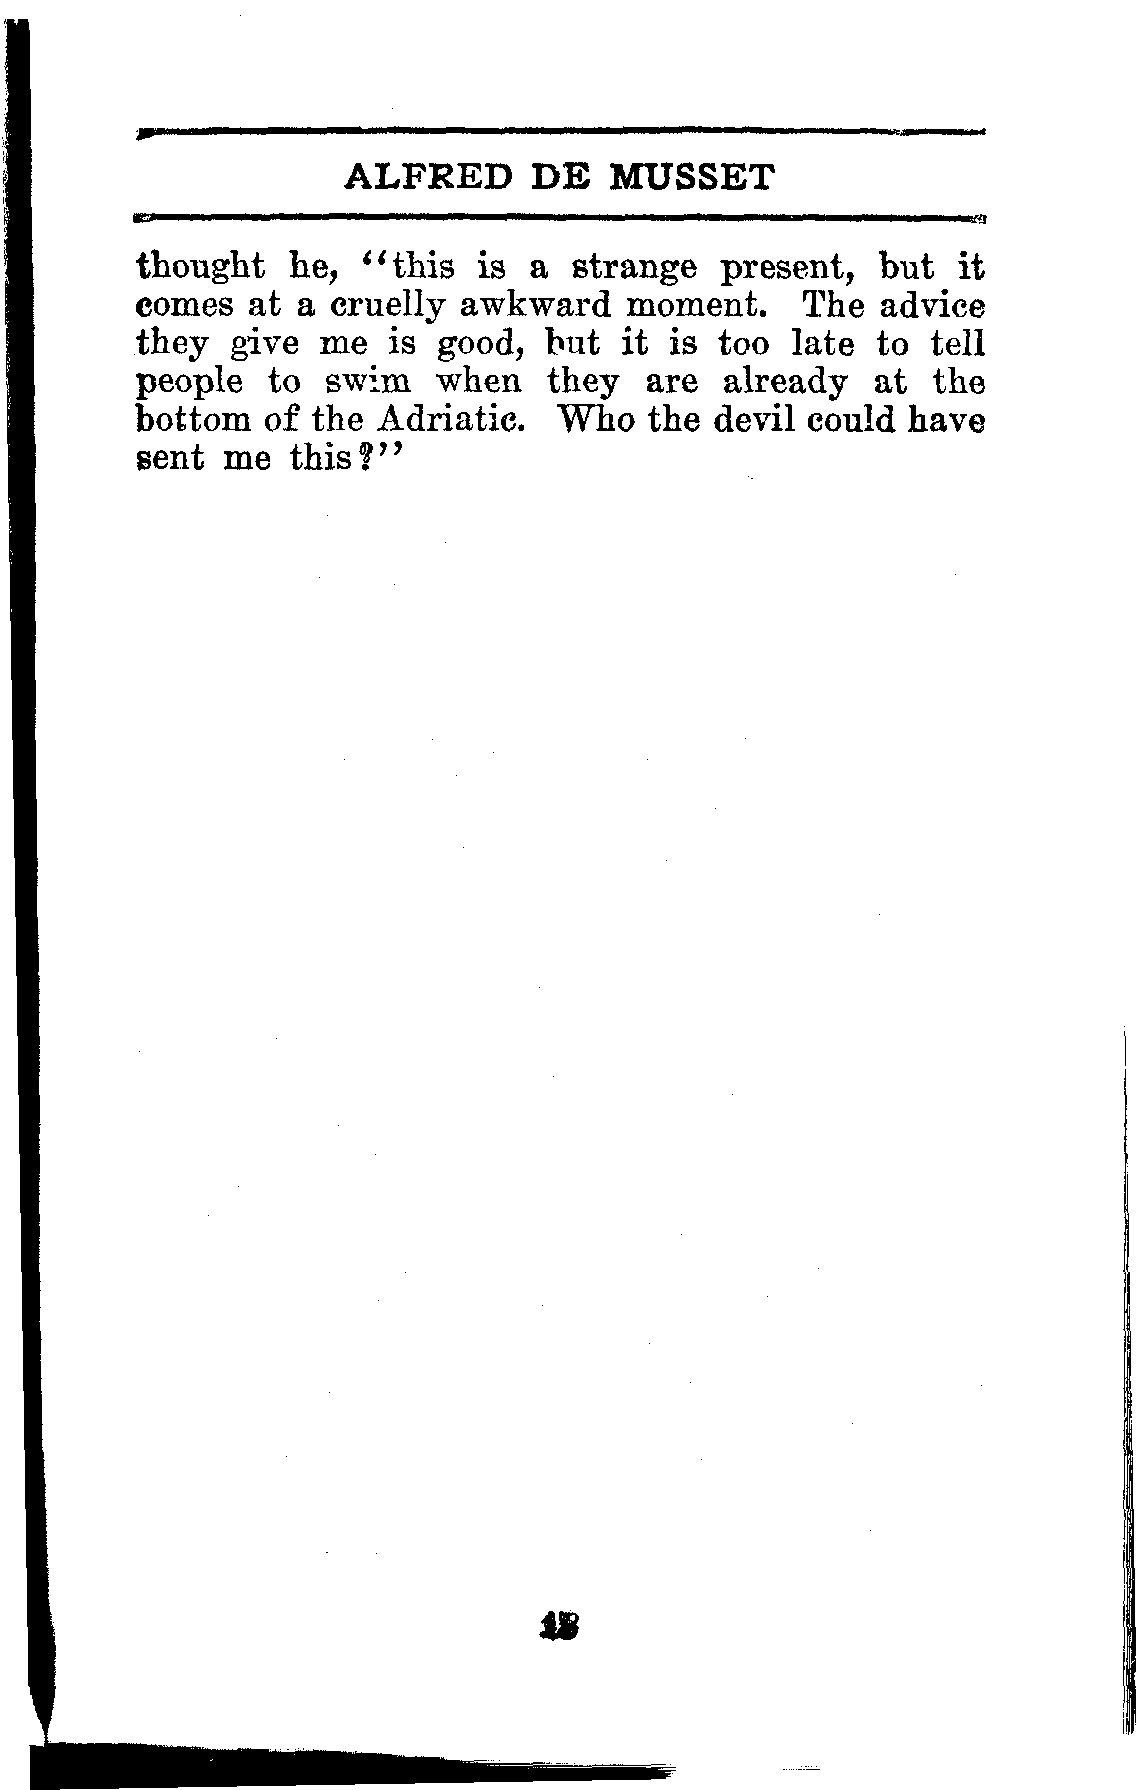 ALFRED DE MUSSET
thought he, "this is a strange present, but it
comes at a cruelly awkward moment. The advice
they give me is good, but it is too late to tell
people to swim when they are already at the
bottom of the Adriatic. Who the devil could have
sent me this?"